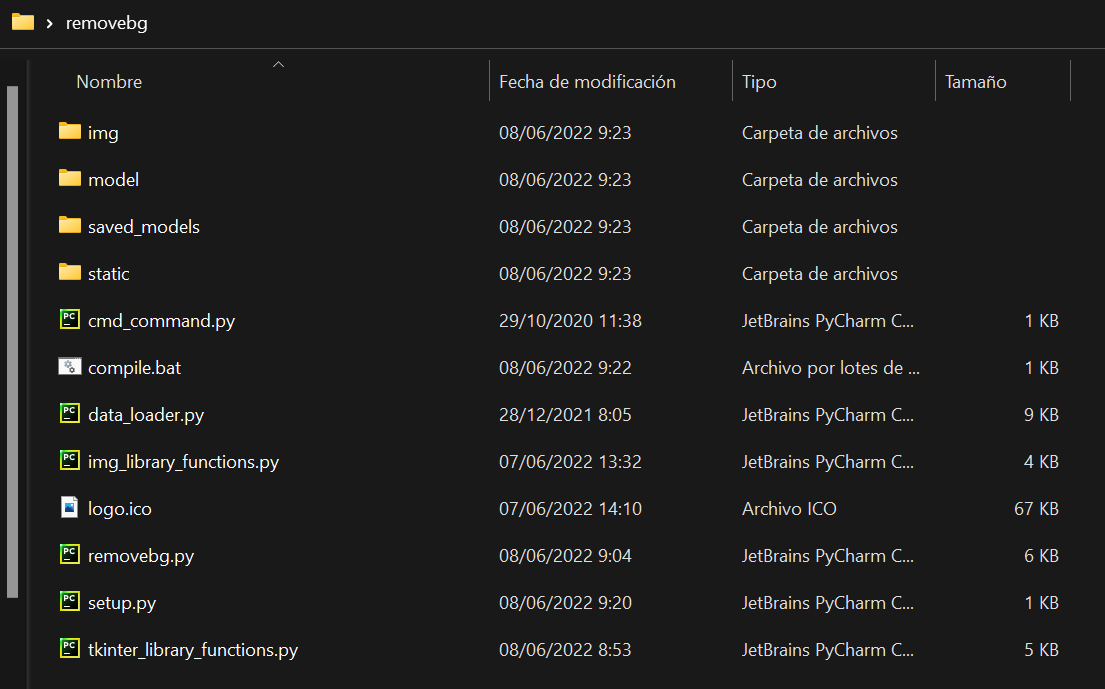 removebg
Nombre Fecha de modificación Tipo Tamaño
img 08/06/2022 9:23 Carpeta de archivos
model 08/06/2022 9:23 Carpeta de archivos
saved_models 08/06/2022 9:23 Carpeta de archivos
static 08/06/2022 9:23 Carpeta de archivos
PC cmd_command.py 29/10/2020 11:38 JetBrains PyCharm C... 1 KB
compile.bat 08/06/2022 9:22 Archivo por lotes de ... 1 KB
PC data_loader.py 28/12/2021 8:05 JetBrains PyCharm C... 9 KB
PC img_library_functions.py 07/06/2022 13:32 JetBrains PyCharm C... 4 KB
logo.ico 07/06/2022 14:10 Archivo ICO 67 KB
PC removebg.py 08/06/2022 9:04 JetBrains PyCharm C... 6 KB
PC setup.py 08/06/2022 9:20 JetBrains PyCharm C... 1 KB
PC tkinter_library_functions.py 08/06/2022 8:53 JetBrains PyCharm C... 5 KB